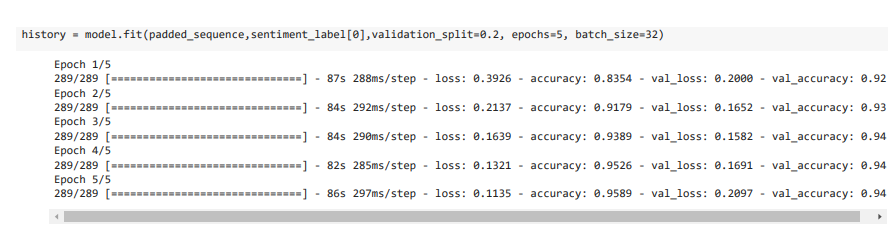 history = model.fit(padded_sequence,sentiment_label[0],validation_split=0.2, epochs=5, batch_size=32)
Epoch 1/5
289/289 [==============================] - 87s 288ms/step - loss: 0.3926 - accuracy: 0.8354 - val_loss: 0.2000 - val_accuracy: 0.92
Epoch 2/5
289/289 [==============================] - 84s 292ms/step - loss: 0.2137 - accuracy: 0.9179 - val_loss: 0.1652 - val_accuracy: 0.93
Epoch 3/5
289/289 [==============================] - 84s 290ms/step - loss: 0.1639 - accuracy: 0.9389 - val_loss: 0.1582 - val_accuracy: 0.94
Epoch 4/5
289/289 [==============================] - 82s 285ms/step - loss: 0.1321 - accuracy: 0.9526 - val_loss: 0.1691 - val_accuracy: 0.94
Epoch 5/5
289/289 [==============================] - 86s 297ms/step - loss: 0.1135 - accuracy: 0.9589 - val_loss: 0.2097 - val_accuracy: 0.94